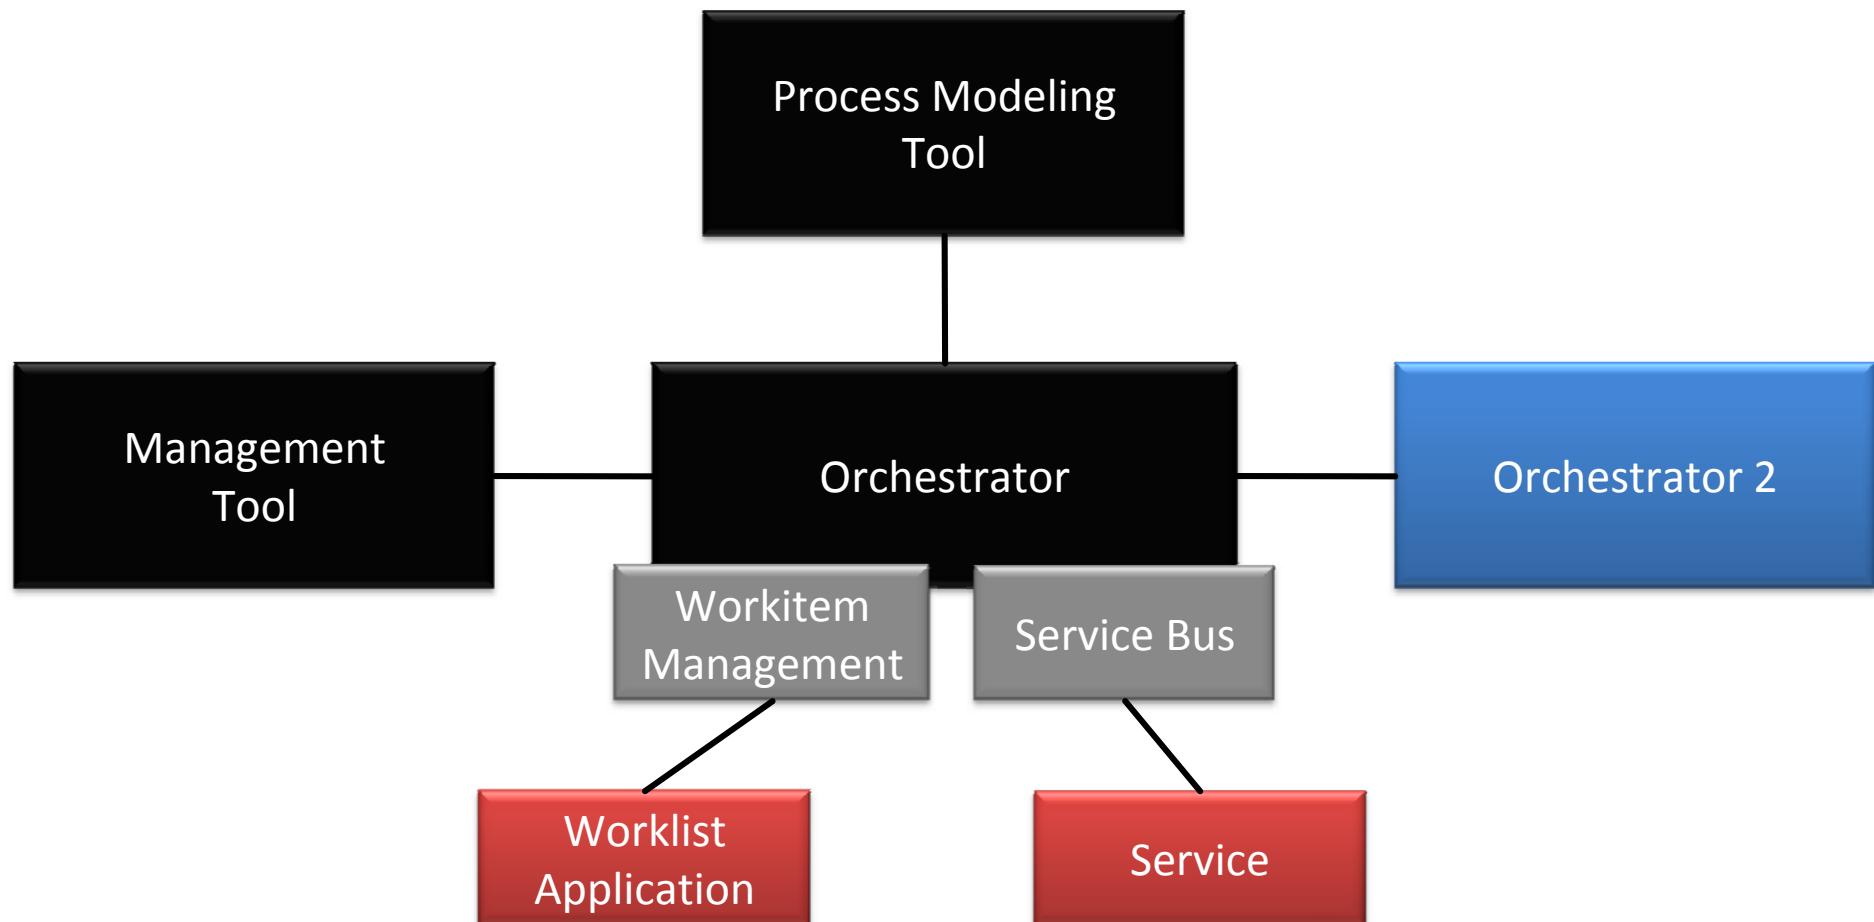 Process Modeling
Tool
Management
Tool
Orchestrator
Orchestrator 2
Workitem
Management
Service Bus
Worklist
Application
Service